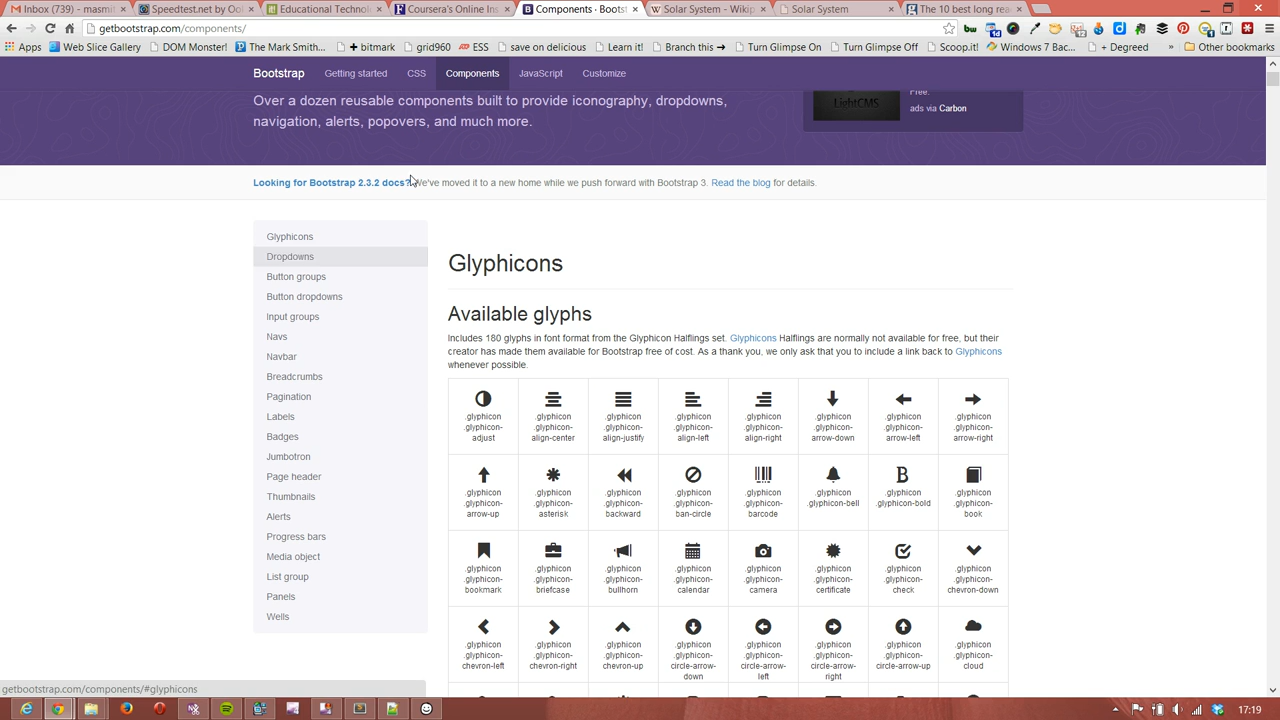 Inbox (739) - masmit
Speedtest.net by Oo
Educational Technol
Coursera's Online Ins
Components · Boots
Solar System - Wikip
Solar System
The 10 best long rea
getbootstrap.com/components/
Apps
Web Slice Gallery
DOM Monster!
The Mark Smith...
+ bitmark
grid960
ESS
save on delicious
Learn it!
Branch this →
Turn Glimpse On
Turn Glimpse Off
Scoop.it!
Windows 7 Bac...
+ Degreed
»
Other bookmarks
Bootstrap
Getting started
CSS
Components
JavaScript
Customize
Over a dozen reusable components built to provide iconography, dropdowns,
navigation, alerts, popovers, and much more.
LightCMS
Free.
ads via Carbon
Looking for Bootstrap 2.3.2 docs? We've moved it to a new home while we push forward with Bootstrap 3. Read the blog for details.
Glyphicons
Dropdowns
Button groups
Button dropdowns
Input groups
Navs
Navbar
Breadcrumbs
Pagination
Labels
Badges
Jumbotron
Page header
Thumbnails
Alerts
Progress bars
Media object
List group
Panels
Wells
Glyphicons
Available glyphs
Includes 180 glyphs in font format from the Glyphicon Halflings set. Glyphicons Halflings are normally not available for free, but their
creator has made them available for Bootstrap free of cost. As a thank you, we only ask that you to include a link back to Glyphicons
whenever possible.
.glyphicon
.glyphicon-
adjust
.glyphicon
.glyphicon-
align-center
.glyphicon
.glyphicon-
align-justify
.glyphicon
.glyphicon-
align-left
.glyphicon
.glyphicon-
align-right
.glyphicon
.glyphicon-
arrow-down
.glyphicon
.glyphicon-
arrow-left
.glyphicon
.glyphicon-
arrow-right
.glyphicon
.glyphicon-
arrow-up
.glyphicon
.glyphicon-
asterisk
.glyphicon
.glyphicon-
backward
.glyphicon
.glyphicon-
ban-circle
.glyphicon
.glyphicon-
barcode
.glyphicon
.glyphicon-bell
.glyphicon
.glyphicon-bold
.glyphicon
.glyphicon-
book
.glyphicon
.glyphicon-
bookmark
.glyphicon
.glyphicon-
briefcase
.glyphicon
.glyphicon-
bullhorn
.glyphicon
.glyphicon-
calendar
.glyphicon
.glyphicon-
camera
.glyphicon
.glyphicon-
certificate
.glyphicon
.glyphicon-
check
.glyphicon
.glyphicon-
chevron-down
.glyphicon
.glyphicon-
chevron-left
.glyphicon
.glyphicon-
chevron-right
.glyphicon
.glyphicon-
chevron-up
.glyphicon
.glyphicon-
circle-arrow-
down
.glyphicon
.glyphicon-
circle-arrow-
left
.glyphicon
.glyphicon-
circle-arrow-
right
.glyphicon
.glyphicon-
circle-arrow-up
.glyphicon
.glyphicon-
cloud
getbootstrap.com/components/#glyphicons
17:19